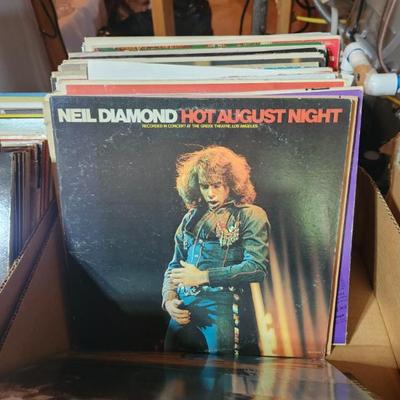 NEIL DIAMOND HOT AUGUST NIGHT
RECORDED IN CONCERT AT THE GREEK THEATRE, LOS ANGELES